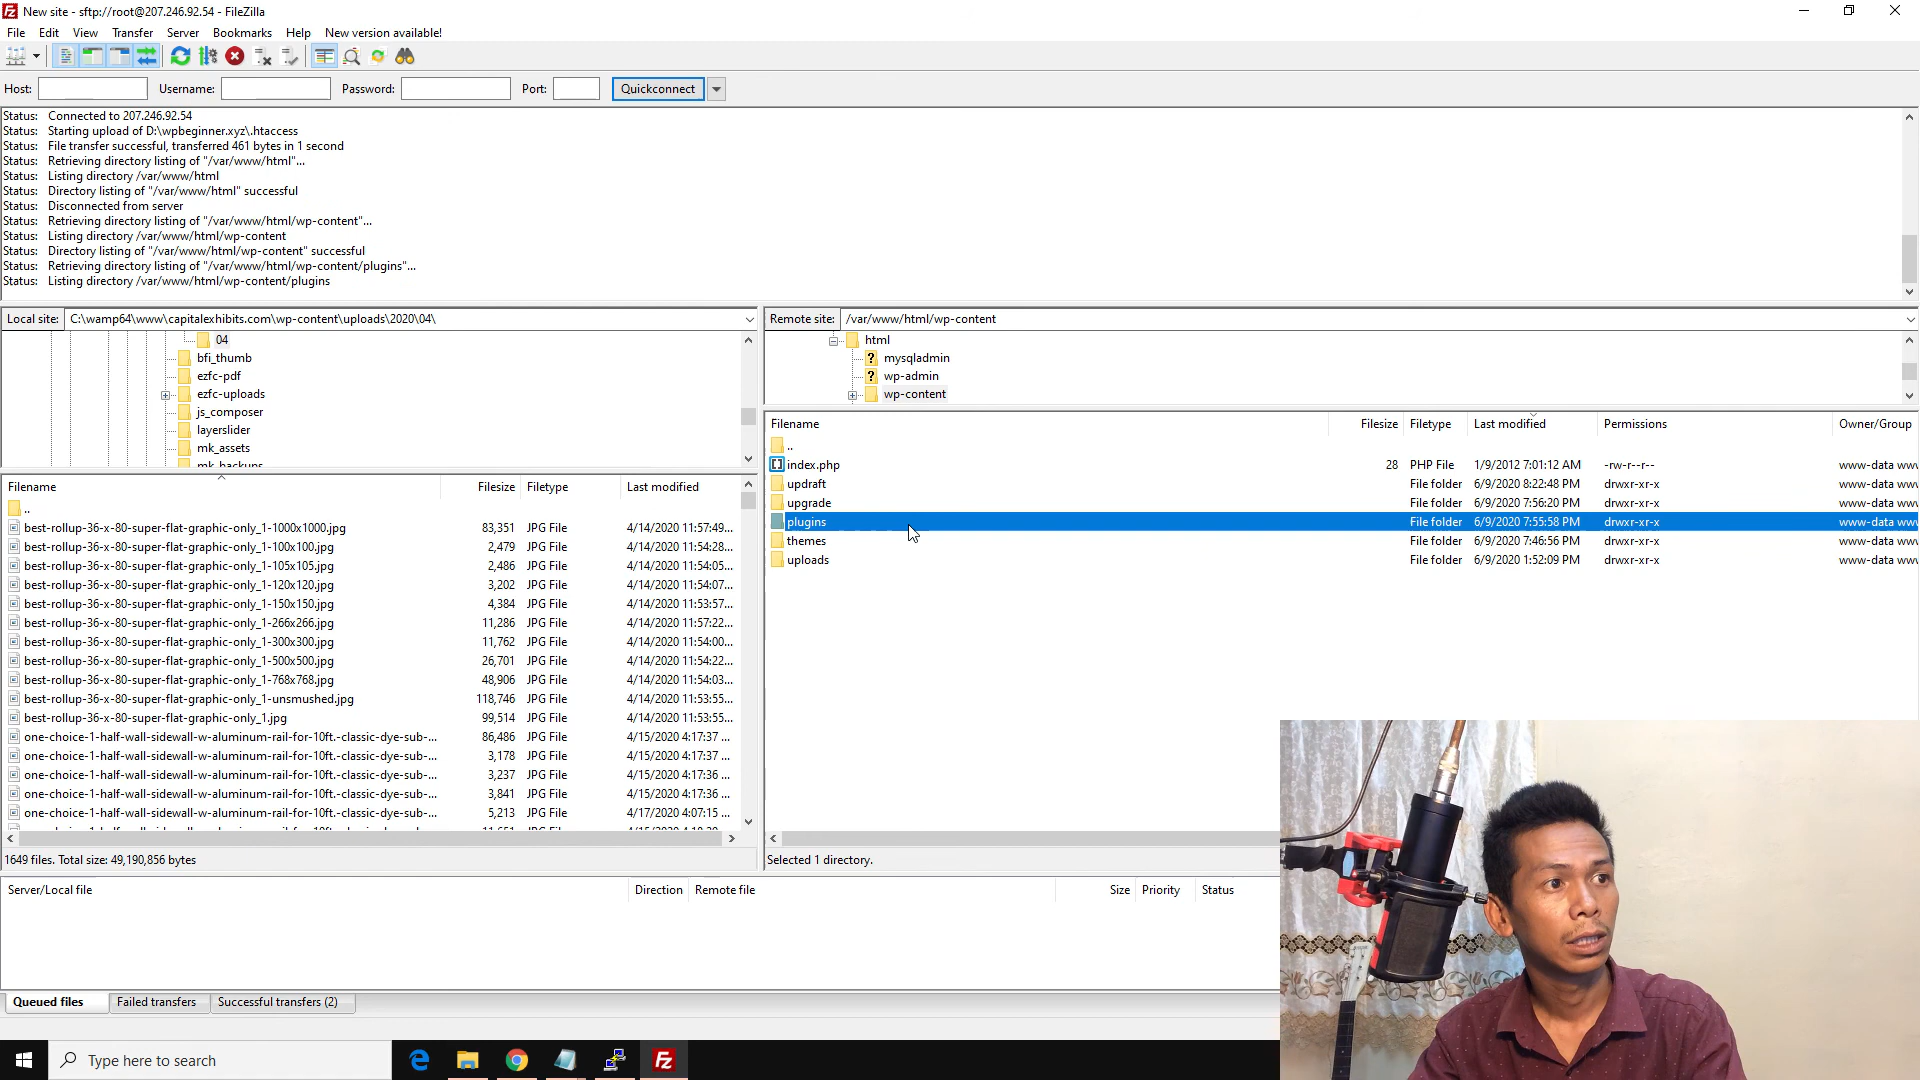 New site - sftp://root@207.246.92.54 - FileZilla
File Edit View Transfer Server Bookmarks Help New version available!
Host: Username: Password: Port: Quickconnect
Status: Connected to 207.246.92.54
Status: Starting upload of D:\wpbeginner.xyz\.htaccess
Status: File transfer successful, transferred 461 bytes in 1 second
Status: Retrieving directory listing of "/var/www/html"...
Status: Listing directory /var/www/html
Status: Directory listing of "/var/www/html" successful
Status: Disconnected from server
Status: Retrieving directory listing of "/var/www/html/wp-content"...
Status: Listing directory /var/www/html/wp-content
Status: Directory listing of "/var/www/html/wp-content" successful
Status: Retrieving directory listing of "/var/www/html/wp-content/plugins"...
Status: Listing directory /var/www/html/wp-content/plugins
Local site: C:\wamp64\www\capitalexhibits.com\wp-content\uploads\2020\04\
04
bfi_thumb
ezfc-pdf
ezfc-uploads
js_composer
layerslider
mk_assets
mk_backups
Filename Filesize Filetype Last modified
..
best-rollup-36-x-80-super-flat-graphic-only_1-1000x1000.jpg 83,351 JPG File 4/14/2020 11:57:49...
best-rollup-36-x-80-super-flat-graphic-only_1-100x100.jpg 2,479 JPG File 4/14/2020 11:54:28...
best-rollup-36-x-80-super-flat-graphic-only_1-105x105.jpg 2,486 JPG File 4/14/2020 11:54:05...
best-rollup-36-x-80-super-flat-graphic-only_1-120x120.jpg 3,202 JPG File 4/14/2020 11:54:07...
best-rollup-36-x-80-super-flat-graphic-only_1-150x150.jpg 4,384 JPG File 4/14/2020 11:53:57...
best-rollup-36-x-80-super-flat-graphic-only_1-266x266.jpg 11,286 JPG File 4/14/2020 11:57:22...
best-rollup-36-x-80-super-flat-graphic-only_1-300x300.jpg 11,762 JPG File 4/14/2020 11:54:00...
best-rollup-36-x-80-super-flat-graphic-only_1-500x500.jpg 26,701 JPG File 4/14/2020 11:54:22...
best-rollup-36-x-80-super-flat-graphic-only_1-768x768.jpg 48,906 JPG File 4/14/2020 11:54:03...
best-rollup-36-x-80-super-flat-graphic-only_1-unsmushed.jpg 118,746 JPG File 4/14/2020 11:53:55...
best-rollup-36-x-80-super-flat-graphic-only_1.jpg 99,514 JPG File 4/14/2020 11:53:55...
one-choice-1-half-wall-sidewall-w-aluminum-rail-for-10ft.-classic-dye-sub-... 86,486 JPG File 4/15/2020 4:17:37 ...
one-choice-1-half-wall-sidewall-w-aluminum-rail-for-10ft.-classic-dye-sub-... 3,178 JPG File 4/15/2020 4:17:37 ...
one-choice-1-half-wall-sidewall-w-aluminum-rail-for-10ft.-classic-dye-sub-... 3,237 JPG File 4/15/2020 4:17:36 ...
one-choice-1-half-wall-sidewall-w-aluminum-rail-for-10ft.-classic-dye-sub-... 3,841 JPG File 4/15/2020 4:17:36 ...
one-choice-1-half-wall-sidewall-w-aluminum-rail-for-10ft.-classic-dye-sub-... 5,213 JPG File 4/17/2020 4:07:15 ...
1649 files. Total size: 49,190,856 bytes
Remote site: /var/www/html/wp-content
html
mysqladmin
wp-admin
wp-content
Filename Filesize Filetype Last modified Permissions Owner/Group
..
index.php 28 PHP File 1/9/2012 7:01:12 AM -rw-r--r-- www-data www
updraft File folder 6/9/2020 8:22:48 PM drwxr-xr-x www-data www
upgrade File folder 6/9/2020 7:56:20 PM drwxr-xr-x www-data www
plugins File folder 6/9/2020 7:55:58 PM drwxr-xr-x www-data www
themes File folder 6/9/2020 7:46:56 PM drwxr-xr-x www-data www
uploads File folder 6/9/2020 1:52:09 PM drwxr-xr-x www-data www
Selected 1 directory.
Server/Local file Direction Remote file Size Priority Status
Queued files Failed transfers Successful transfers (2)
Type here to search